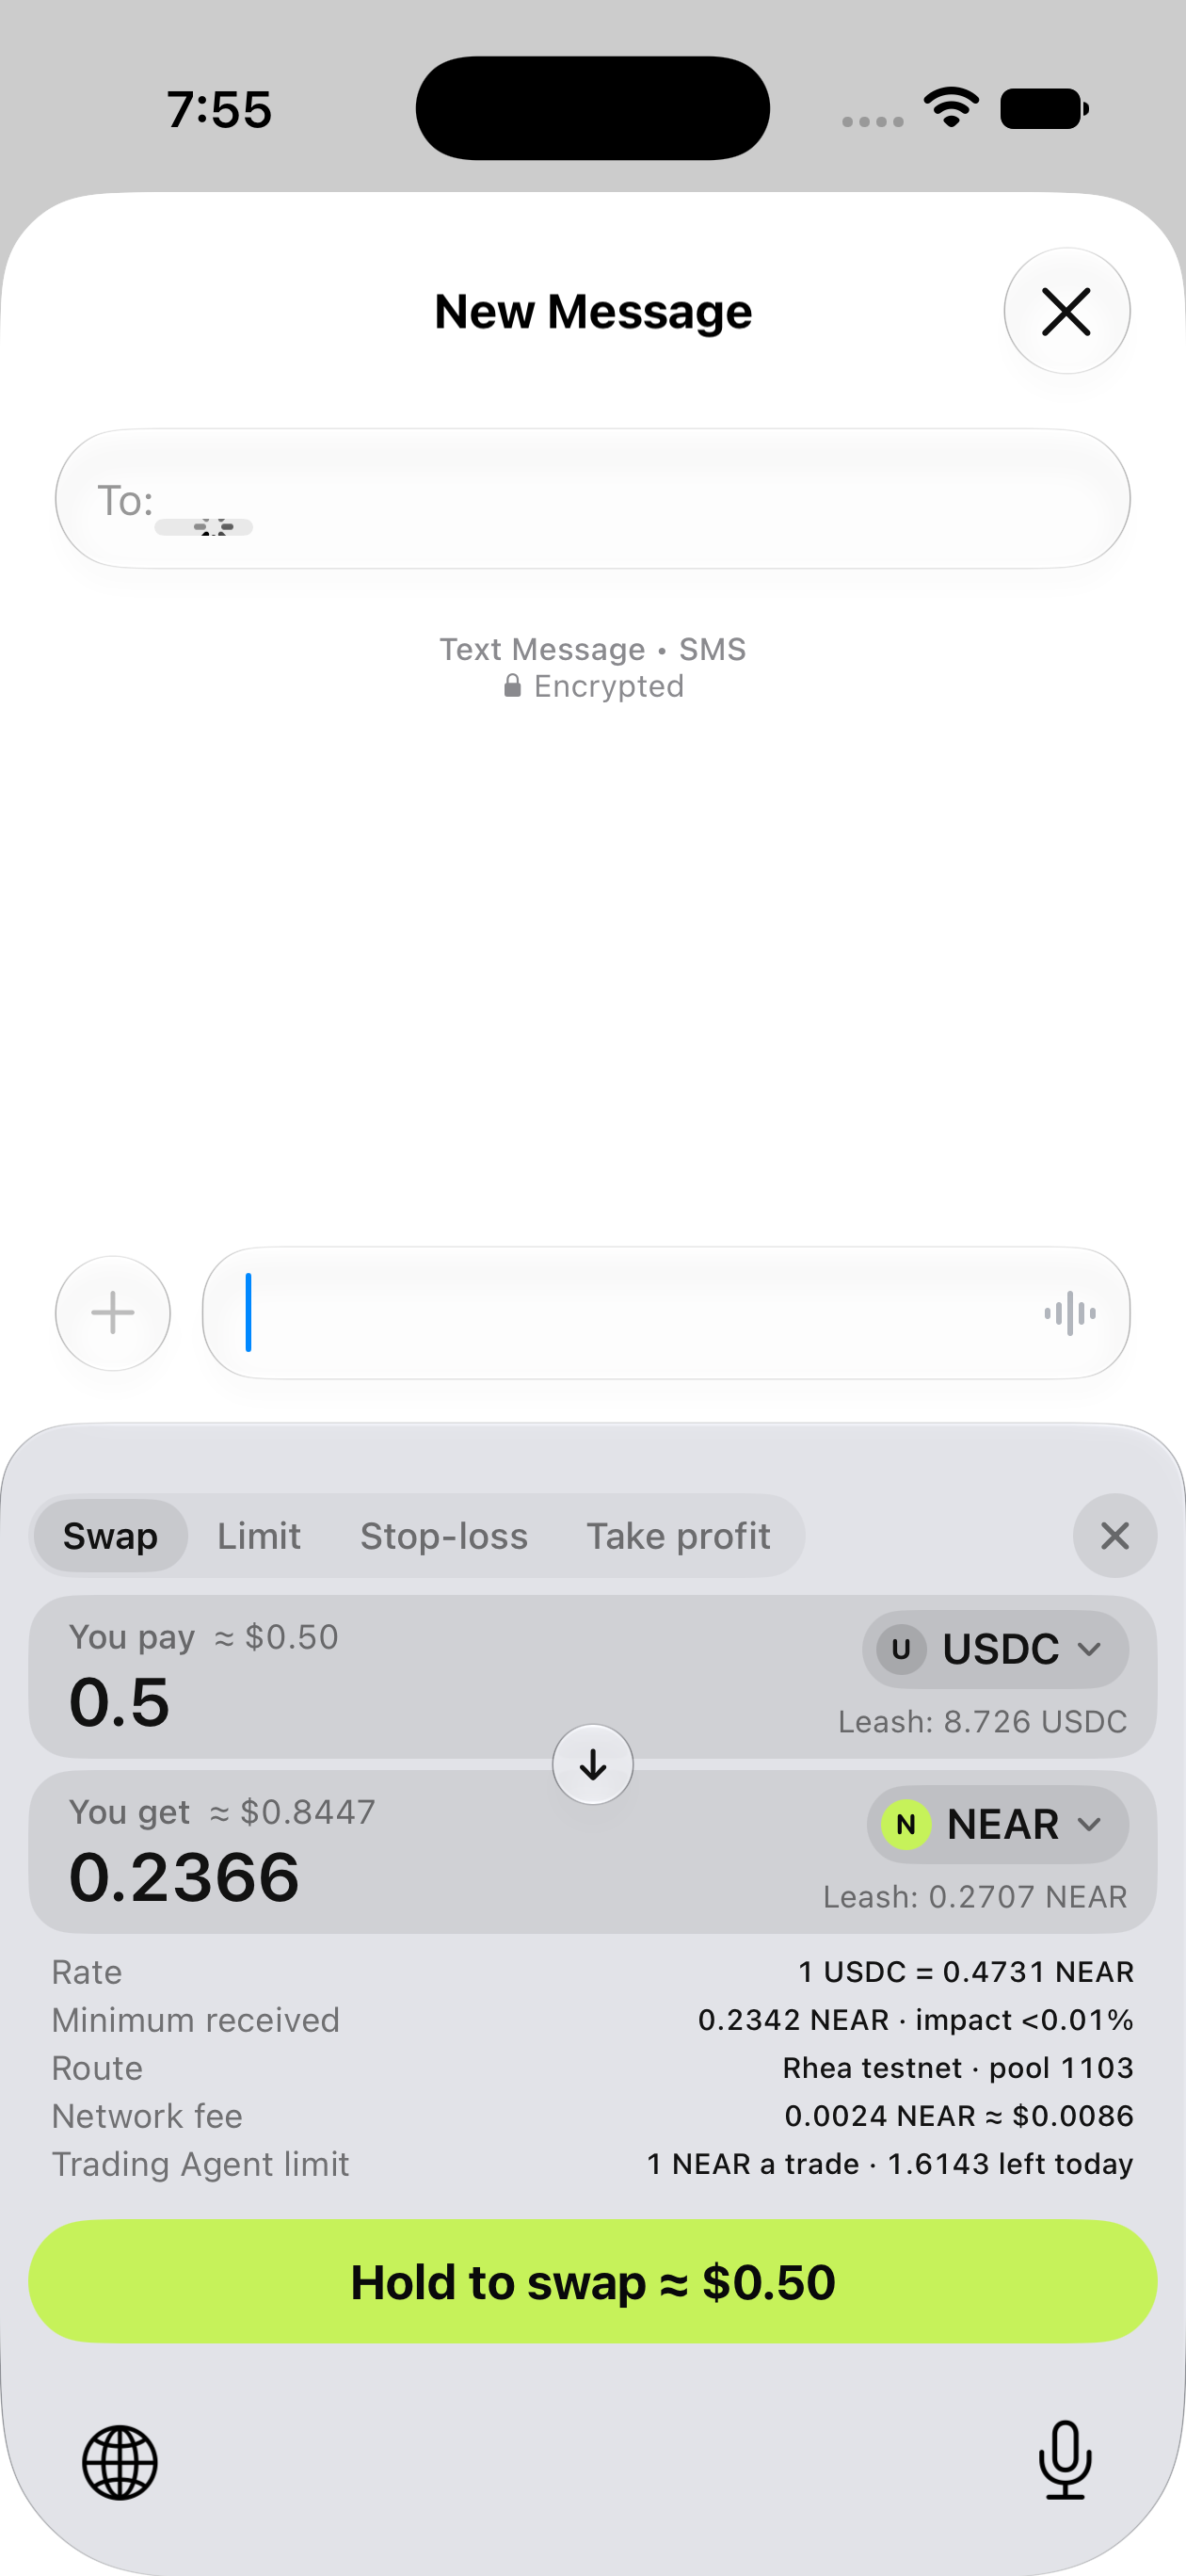 7:55
New Message
To:
Text Message • SMS
Encrypted
Swap Limit Stop-loss Take profit
You pay ≈ $0.50
U USDC
0.5
Leash: 8.726 USDC
You get ≈ $0.8447
N NEAR
0.2366
Leash: 0.2707 NEAR
Rate 1 USDC = 0.4731 NEAR
Minimum received 0.2342 NEAR · impact <0.01%
Route Rhea testnet · pool 1103
Network fee 0.0024 NEAR ≈ $0.0086
Trading Agent limit 1 NEAR a trade · 1.6143 left today
Hold to swap ≈ $0.50